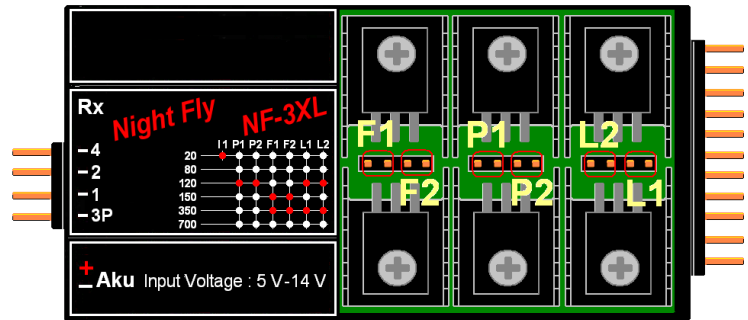 Rx
Night Fly NF-3XL
-4
-2
-1
-3P
I1 P1 P2 F1 F2 L1 L2
20
80
120
150
350
700
+
- Aku Input Voltage : 5 V-14 V
F1 P1 L2
F2 P2 L1